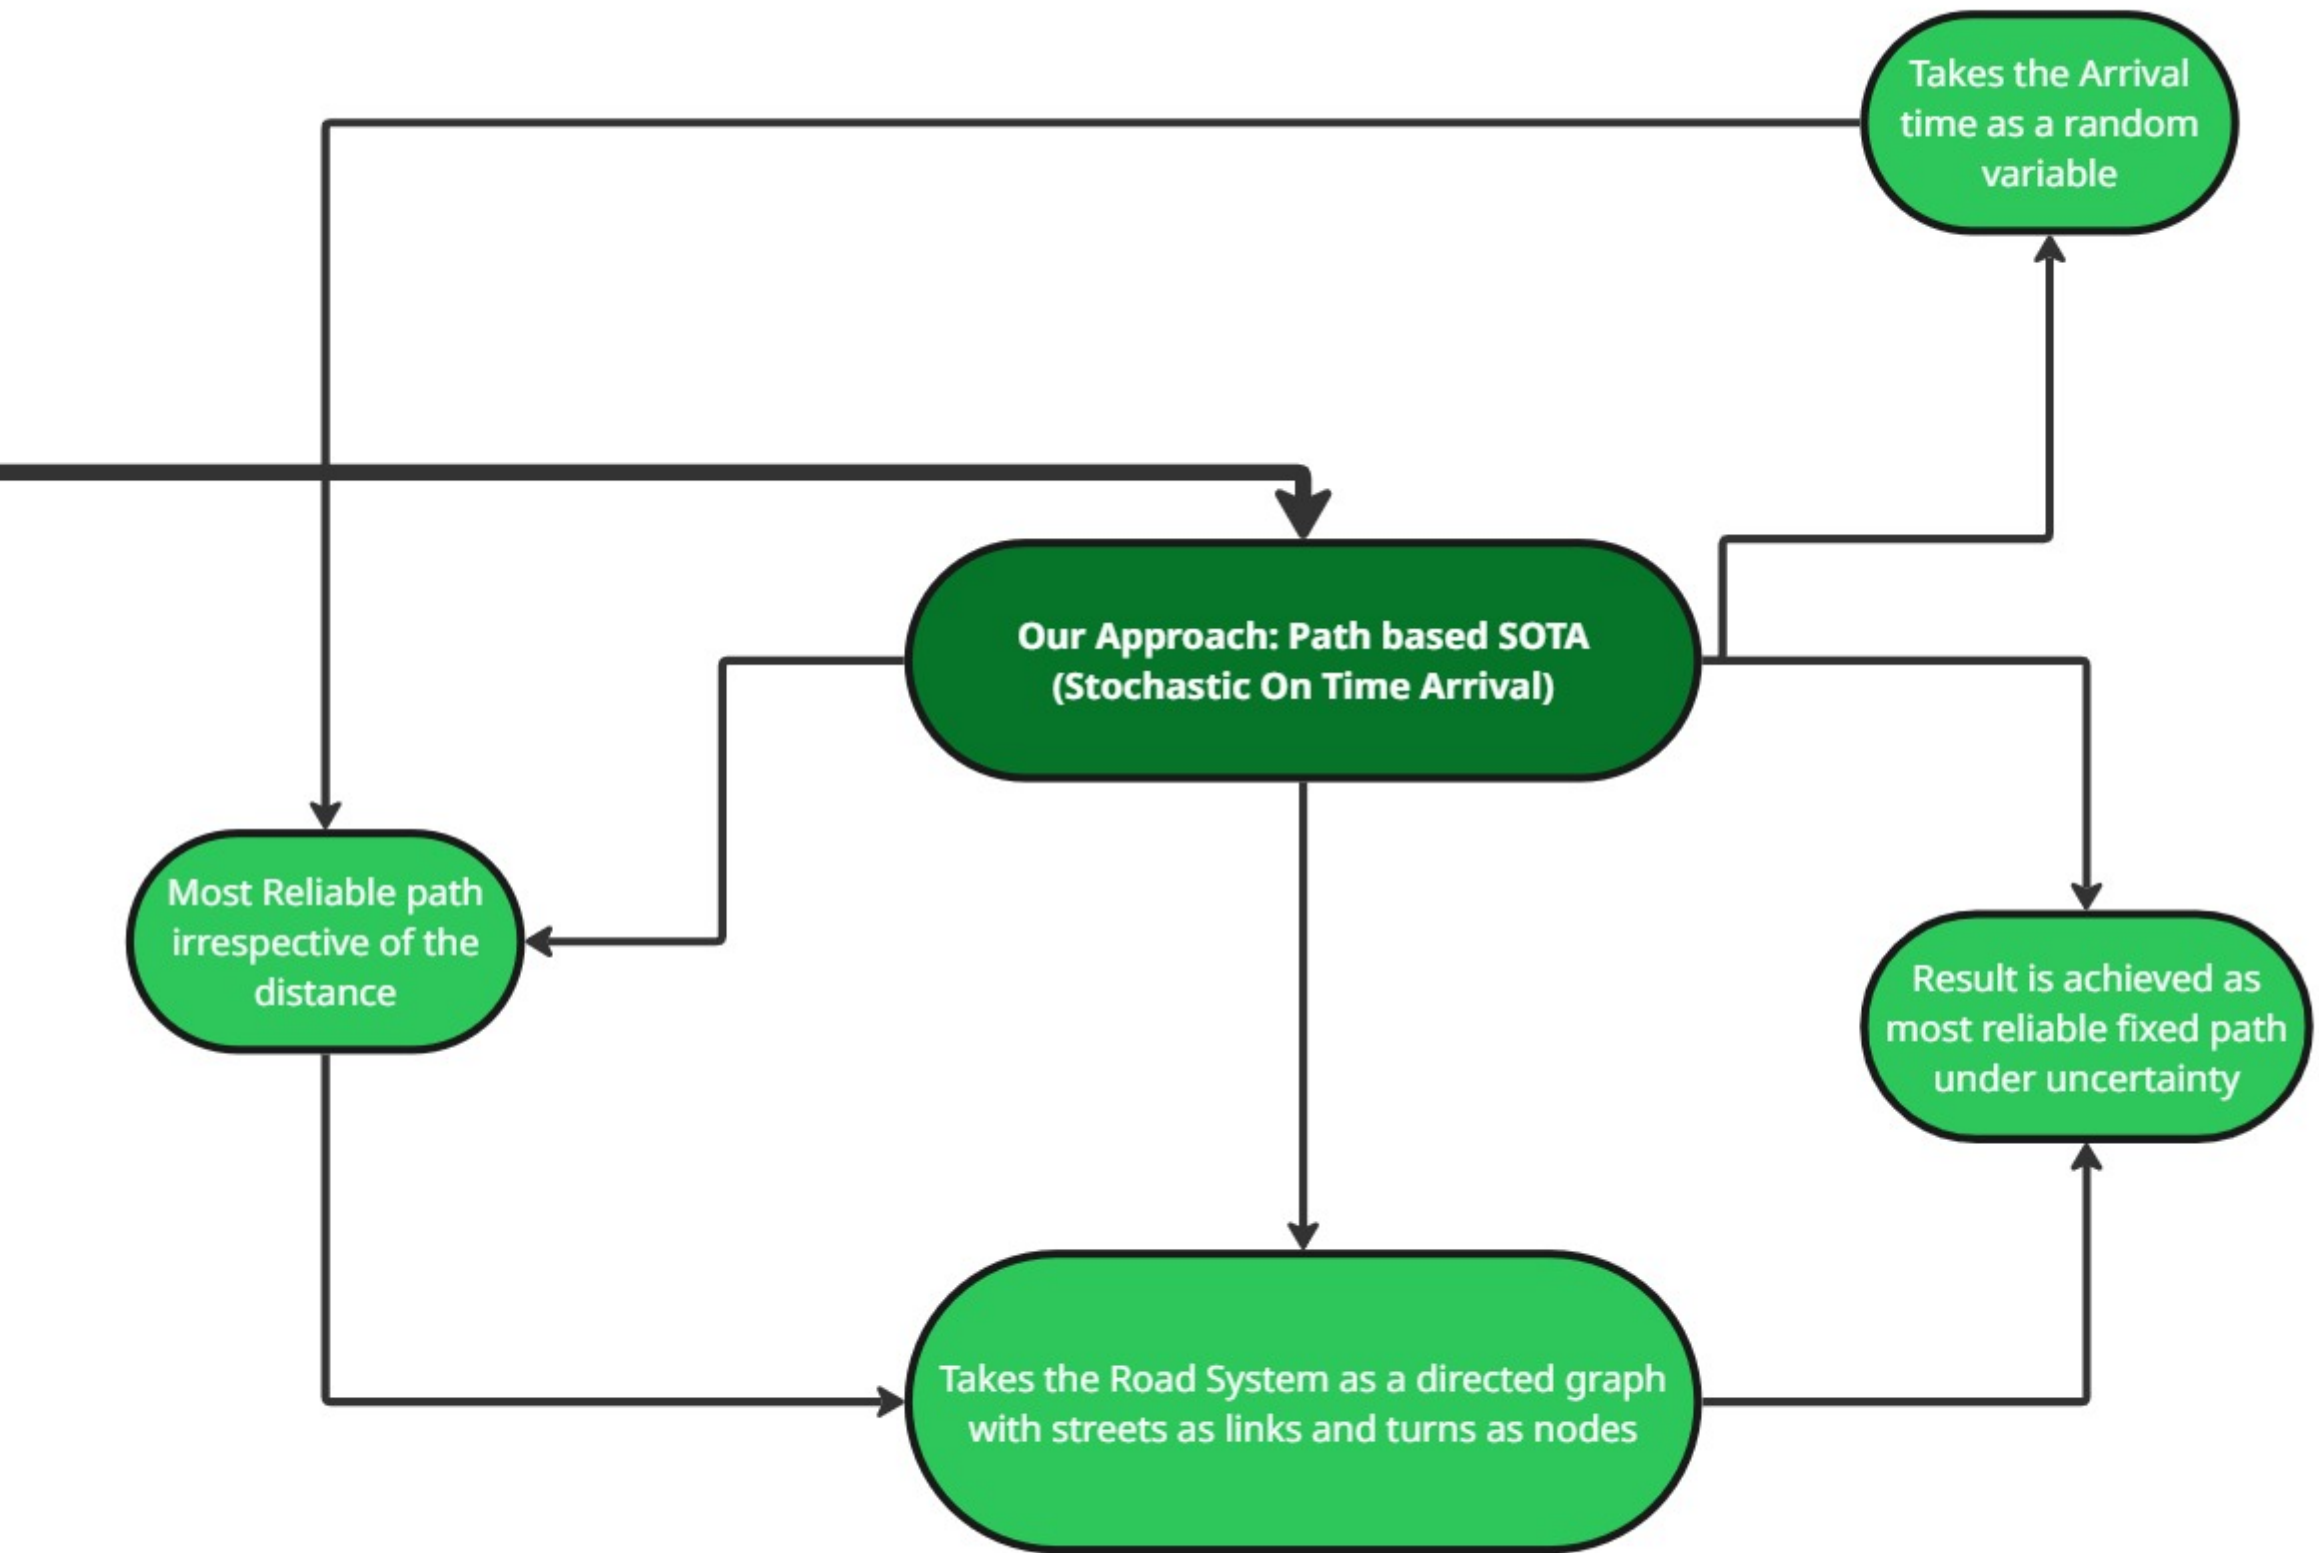 Takes the Arrival
time as a random
variable
Our Approach: Path based SOTA
(Stochastic On Time Arrival)
Most Reliable path
irrespective of the
distance
Result is achieved as
most reliable fixed path
under uncertainty
Takes the Road System as a directed graph
with streets as links and turns as nodes